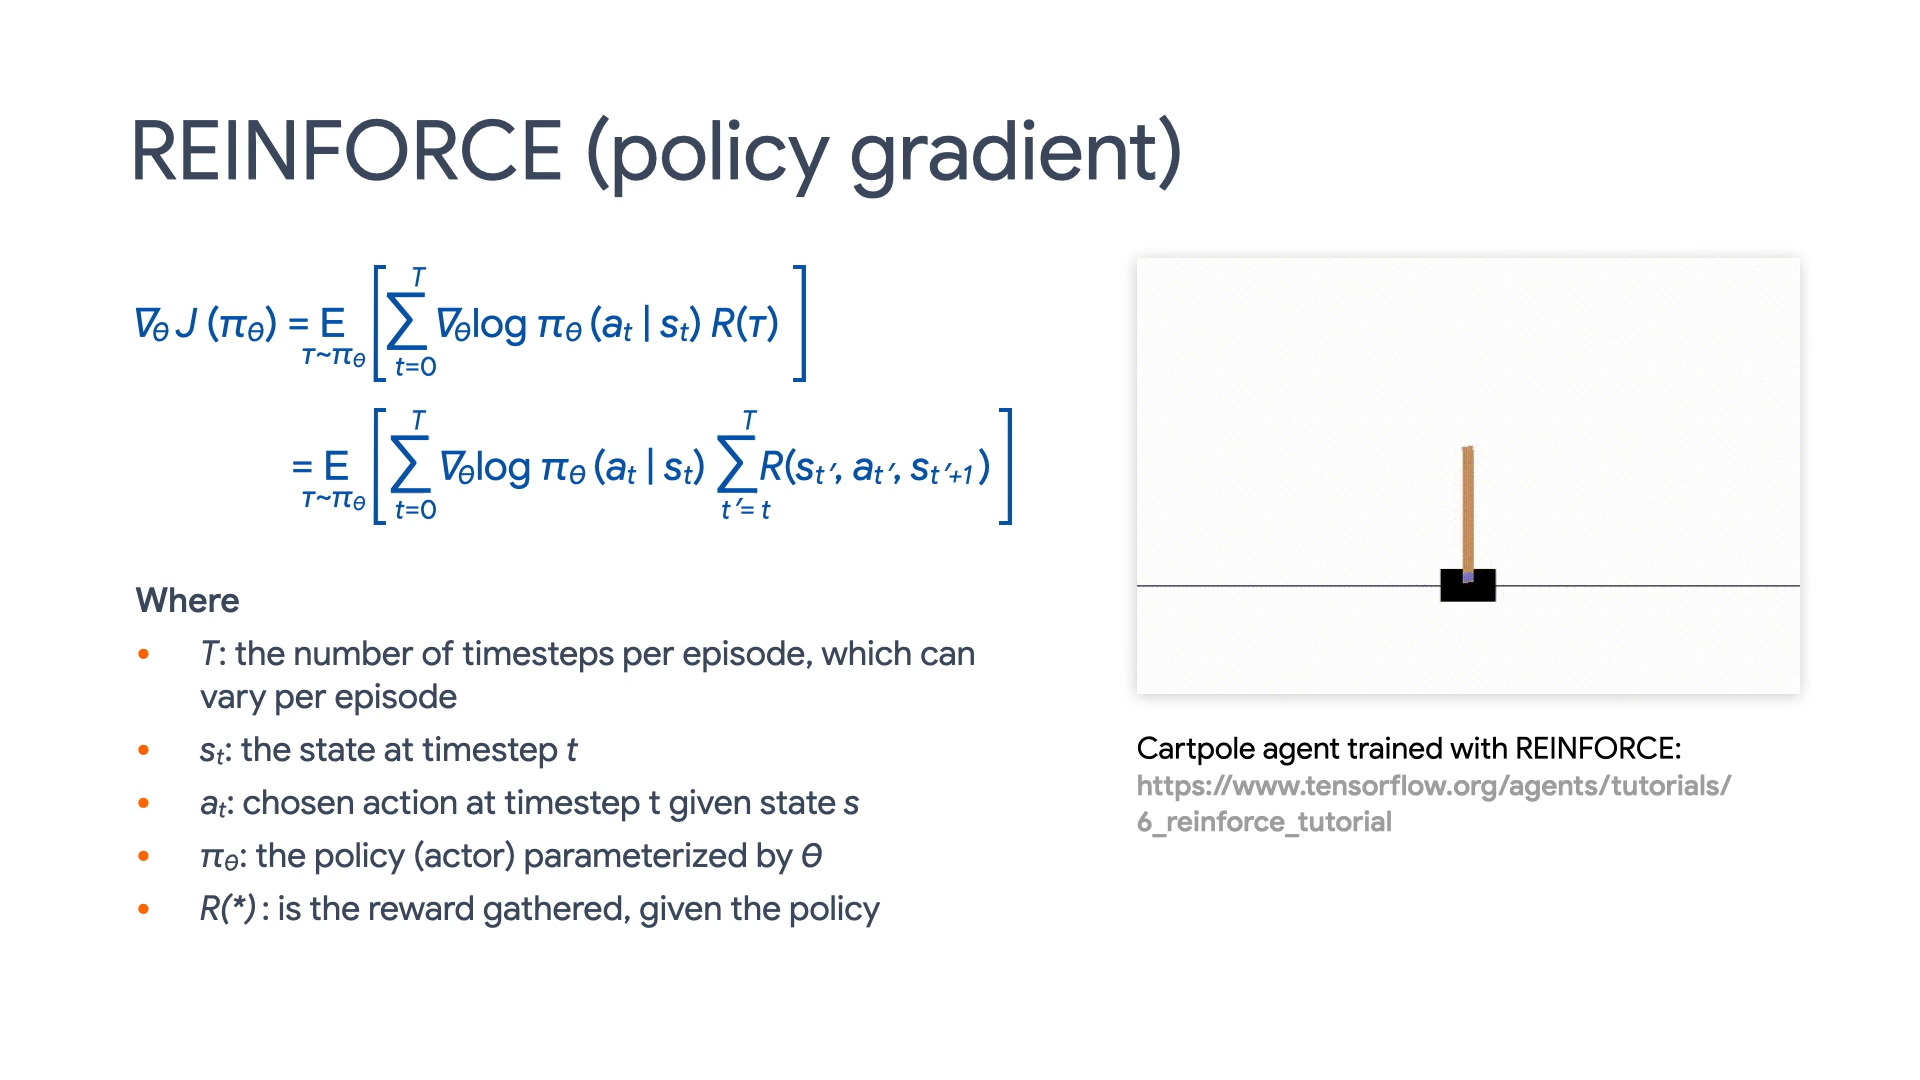 REINFORCE (policy gradient)
∇θ J (πθ) = E τ~πθ [ T ∑ t=0 ∇θlog πθ (at | st) R(τ) ]
= E τ~πθ [ T ∑ t=0 ∇θlog πθ (at | st) T ∑ t′= t R(st′, at′, st′+1) ]
Where
• T: the number of timesteps per episode, which can
vary per episode
• st: the state at timestep t
• at: chosen action at timestep t given state s
• πθ: the policy (actor) parameterized by θ
• R(*) : is the reward gathered, given the policy
Cartpole agent trained with REINFORCE:
https://www.tensorflow.org/agents/tutorials/
6_reinforce_tutorial